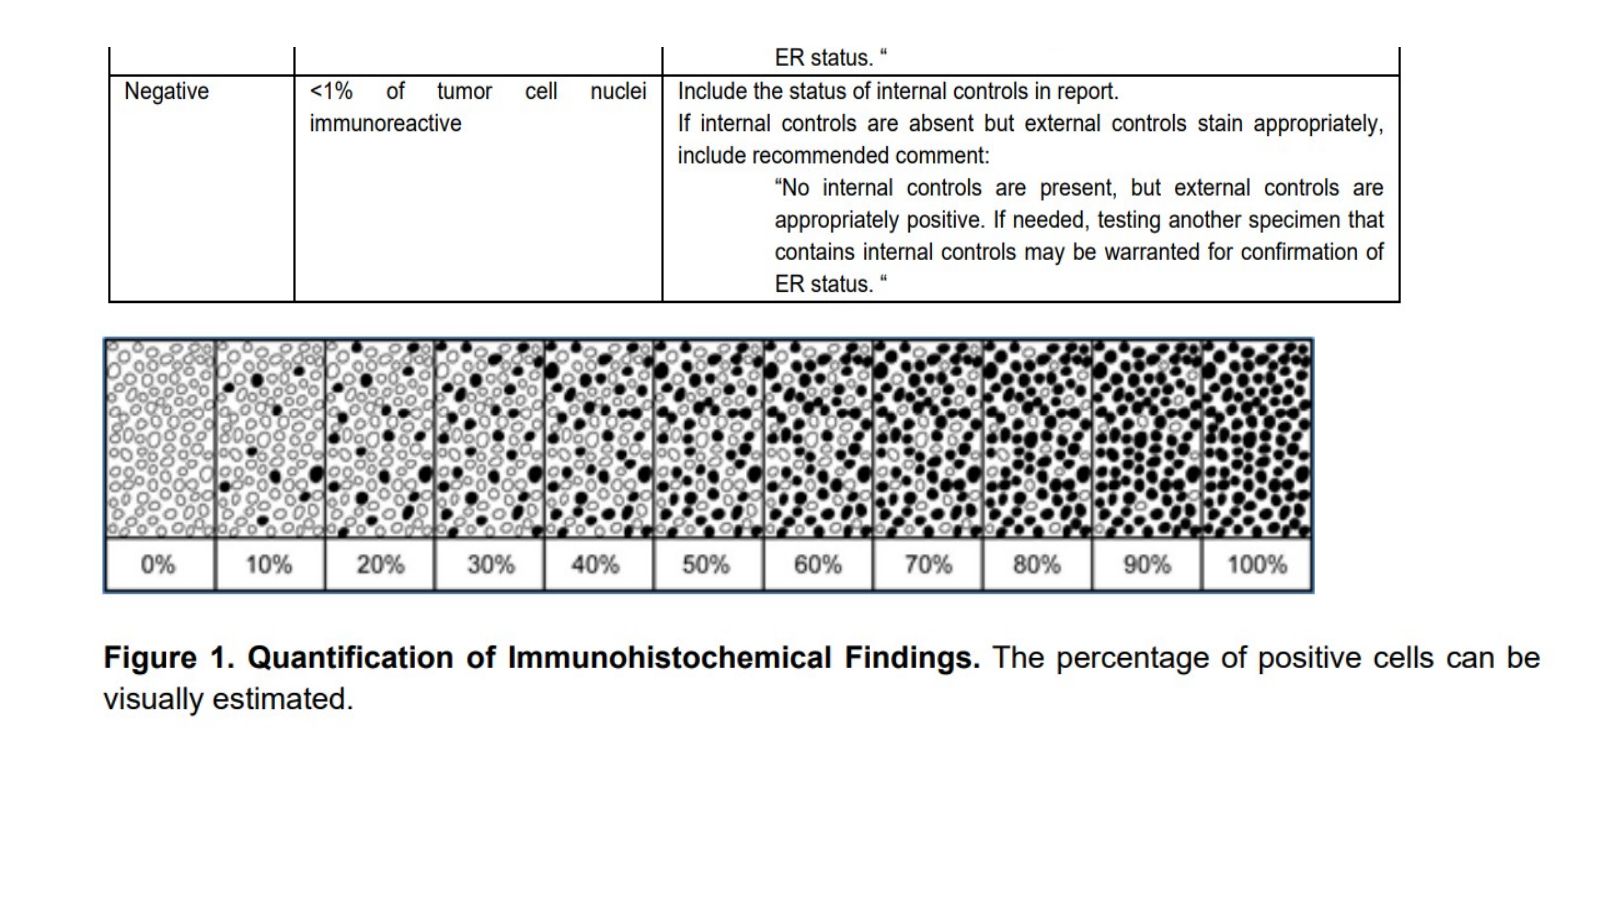 ER status. “
Negative
<1% of tumor cell nuclei
immunoreactive
Include the status of internal controls in report.
If internal controls are absent but external controls stain appropriately,
include recommended comment:
“No internal controls are present, but external controls are
appropriately positive. If needed, testing another specimen that
contains internal controls may be warranted for confirmation of
ER status. “
0% 10% 20% 30% 40% 50% 60% 70% 80% 90% 100%
Figure 1. Quantification of Immunohistochemical Findings. The percentage of positive cells can be
visually estimated.